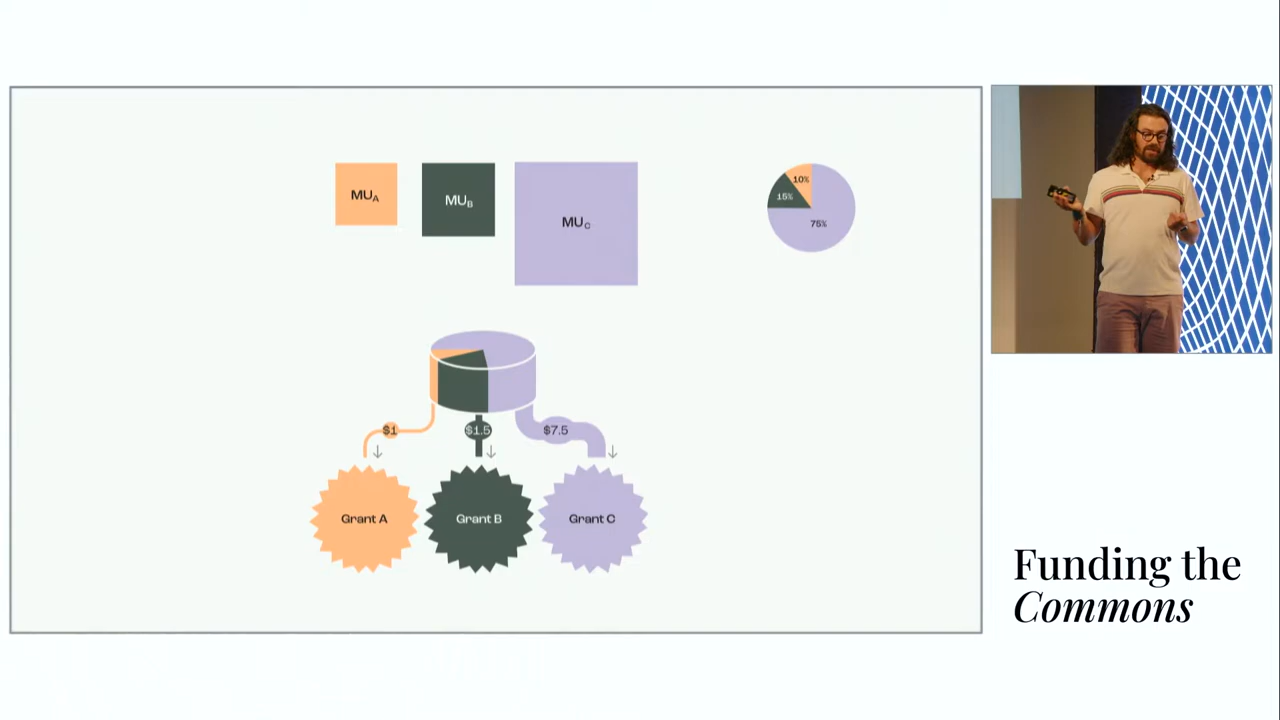 MUA
MUB
MUC
10%
15%
75%
$1
$1.5
$7.5
Grant A
Grant B
Grant C
Funding the
Commons